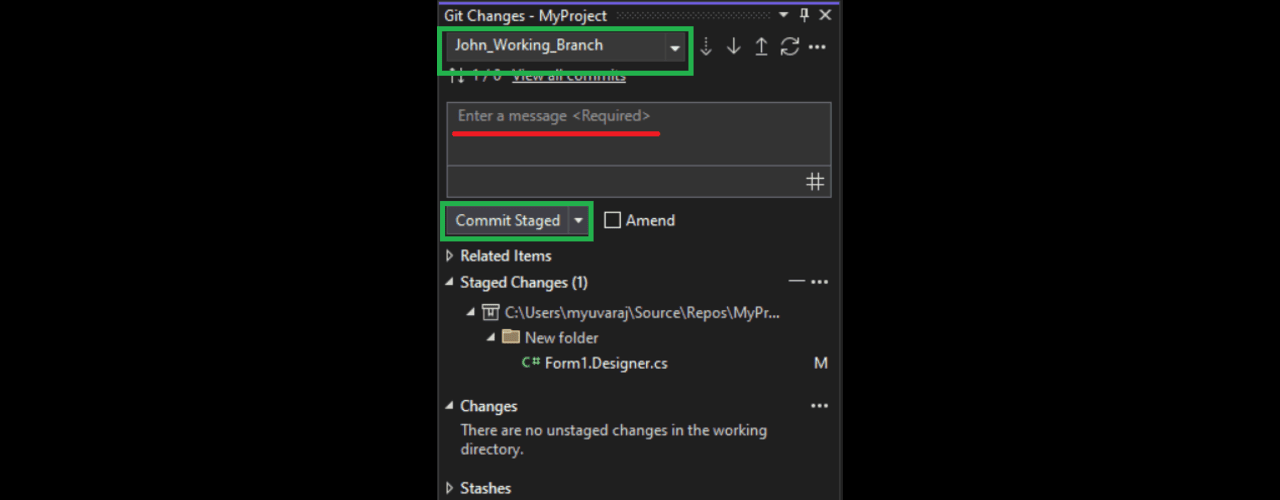 Git Changes - MyProject
John_Working_Branch
1 / 0 View all commits
Enter a message <Required>
Commit Staged Amend
Related Items
Staged Changes (1)
C:\Users\myuvaraj\Source\Repos\MyPr...
New folder
C# Form1.Designer.cs M
Changes
There are no unstaged changes in the working
directory.
Stashes